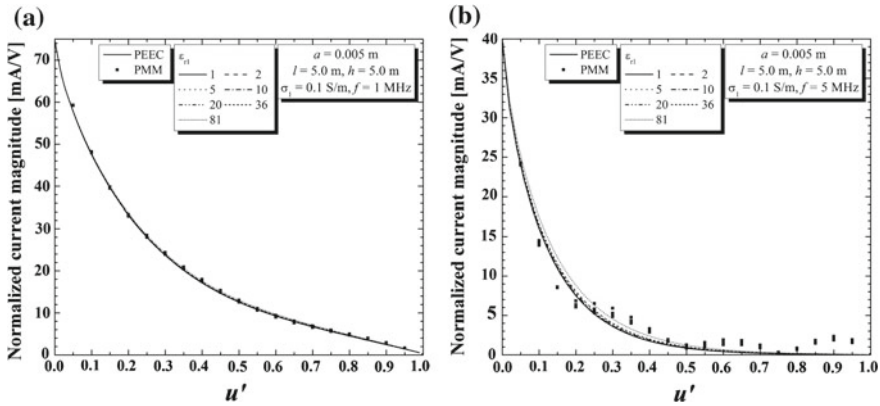 (a)
75
70
60
50
40
30
20
10
0
0.0 0.1 0.2 0.3 0.4 0.5 0.6 0.7 0.8 0.9 1.0
Normalized current magnitude [mA/V]
u'
PEEC
PMM
εr1
1 2
5 10
20 36
81
a = 0.005 m
l = 5.0 m, h = 5.0 m
σ1 = 0.1 S/m, f = 1 MHz
(b)
40
35
30
25
20
15
10
5
0
0.0 0.1 0.2 0.3 0.4 0.5 0.6 0.7 0.8 0.9 1.0
Normalized current magnitude [mA/V]
u'
PEEC
PMM
εr1
1 2
5 10
20 36
81
a = 0.005 m
l = 5.0 m, h = 5.0 m
σ1 = 0.1 S/m, f = 5 MHz